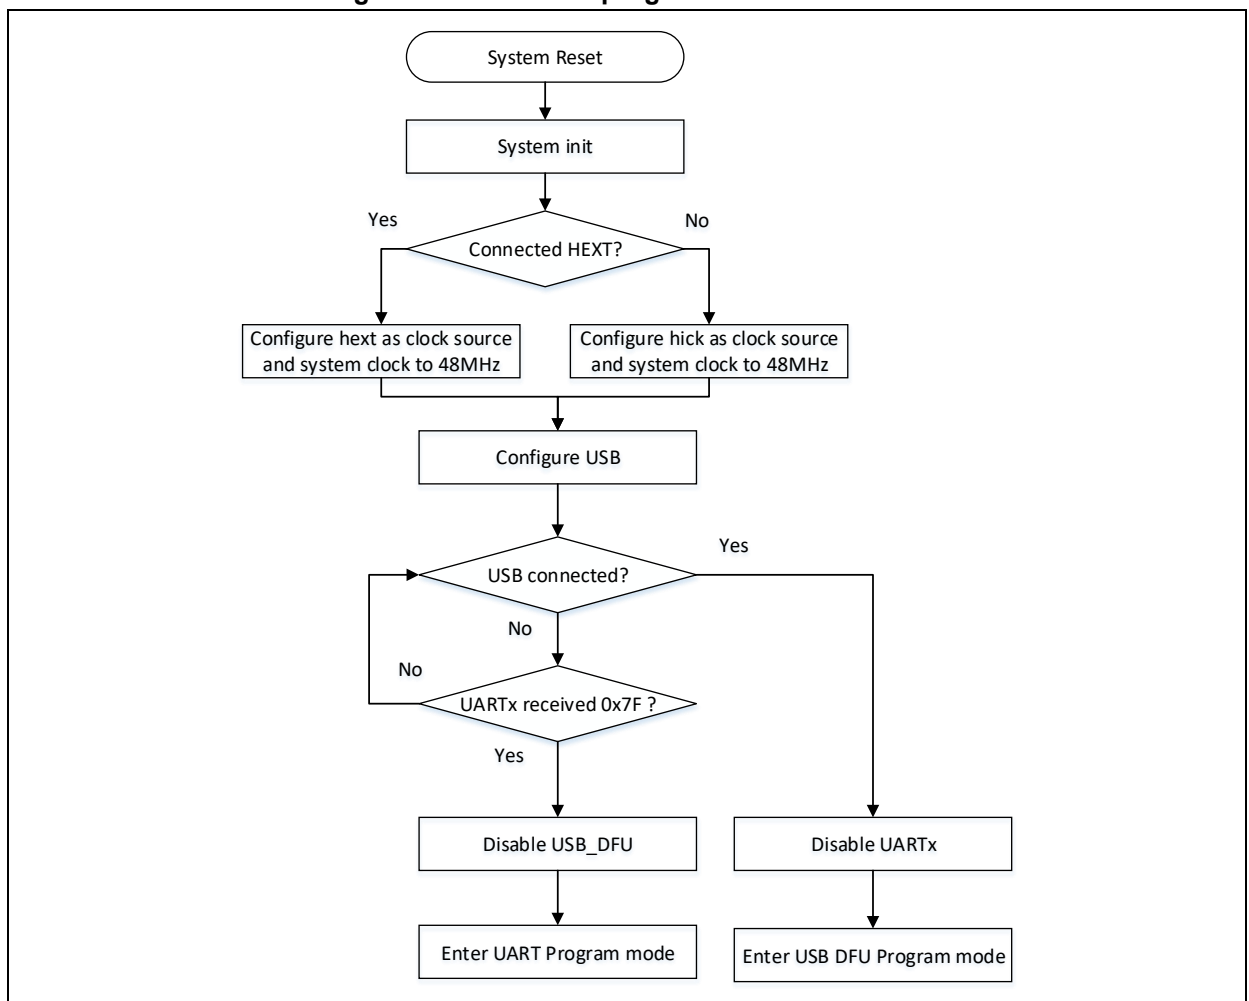 System Reset
System init
Yes
No
Connected HEXT?
Configure hext as clock source
and system clock to 48MHz
Configure hick as clock source
and system clock to 48MHz
Configure USB
Yes
USB connected?
No
No
UARTx received 0x7F ?
Yes
Disable USB_DFU
Disable UARTx
Enter UART Program mode
Enter USB DFU Program mode